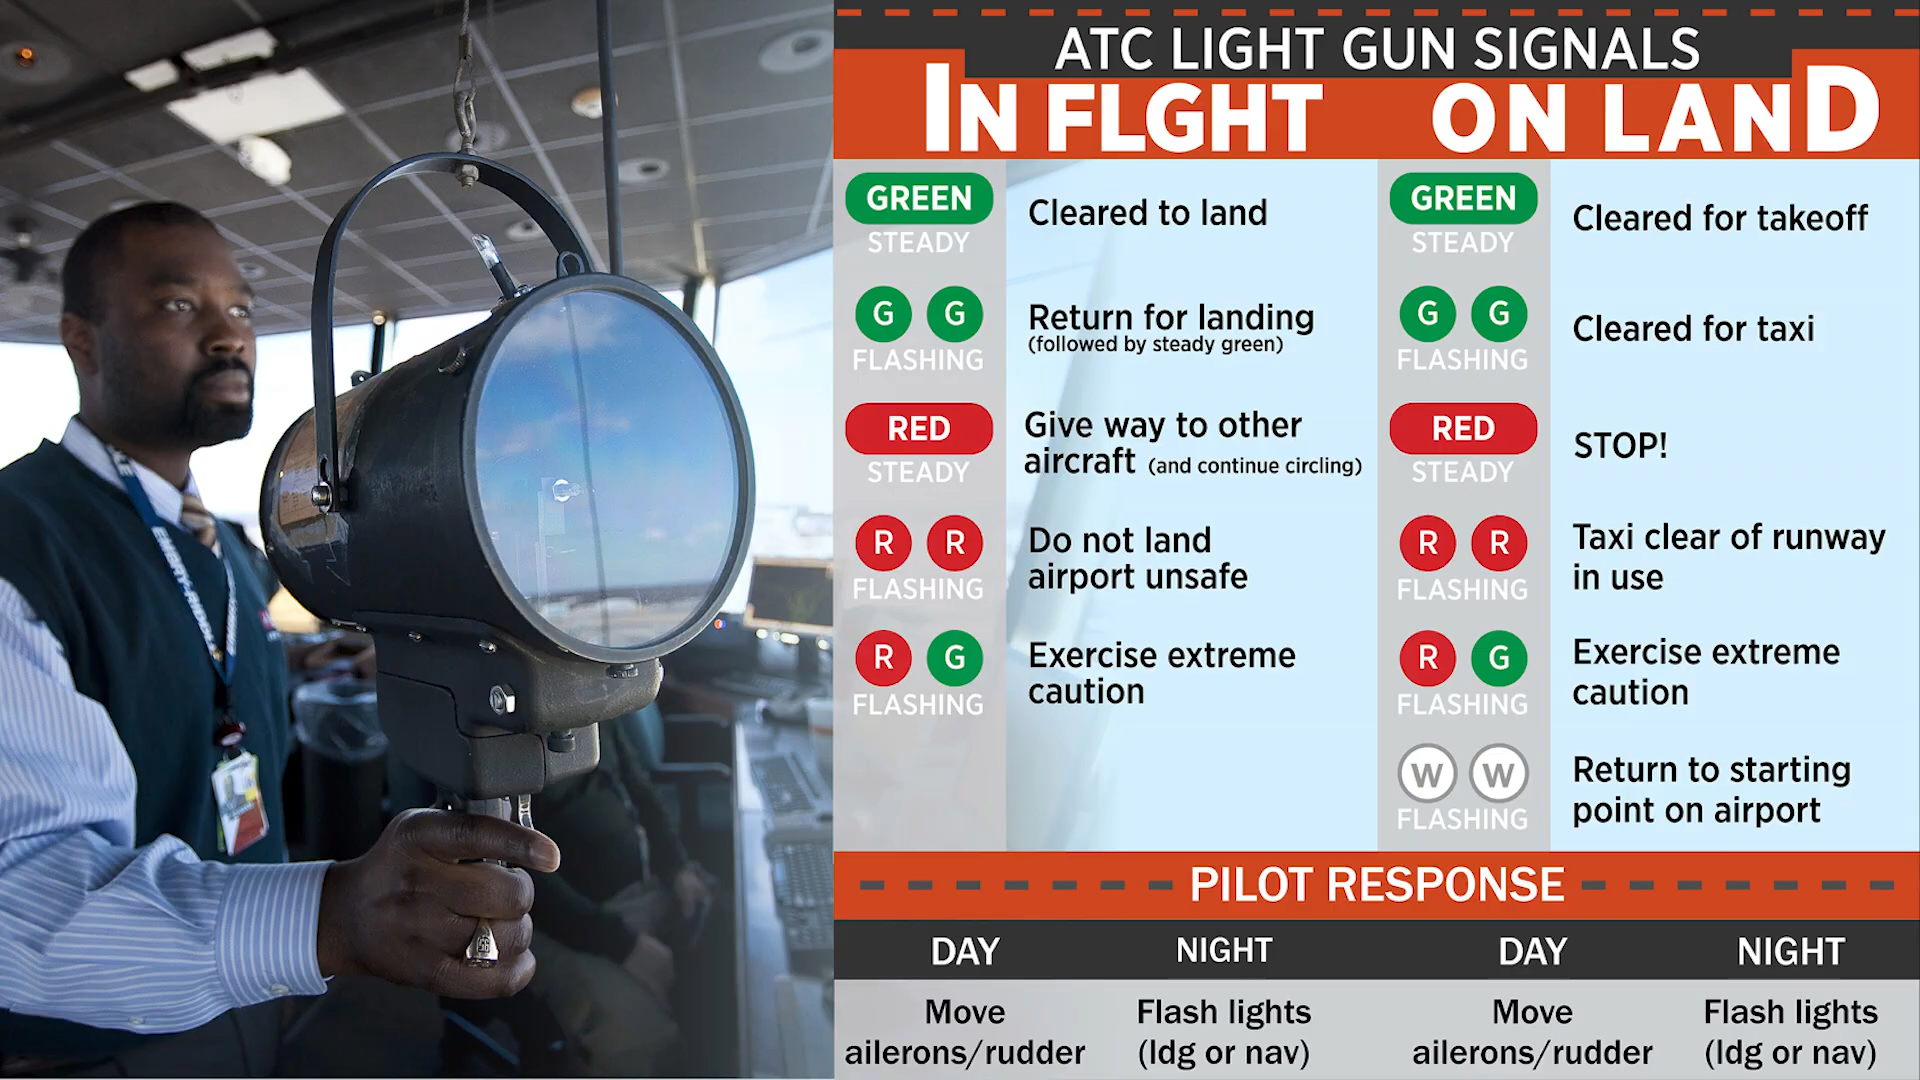 ATC LIGHT GUN SIGNALS
IN FLGHT ON LAND
GREEN
STEADY
Cleared to land
G G
FLASHING
Return for landing
(followed by steady green)
RED
STEADY
Give way to other
aircraft (and continue circling)
R R
FLASHING
Do not land
airport unsafe
R G
FLASHING
Exercise extreme
caution
GREEN
STEADY
Cleared for takeoff
G G
FLASHING
Cleared for taxi
RED
STEADY
STOP!
R R
FLASHING
Taxi clear of runway
in use
R G
FLASHING
Exercise extreme
caution
W W
FLASHING
Return to starting
point on airport
PILOT RESPONSE
DAY NIGHT DAY NIGHT
Move
ailerons/rudder
Flash lights
(ldg or nav)
Move
ailerons/rudder
Flash lights
(ldg or nav)